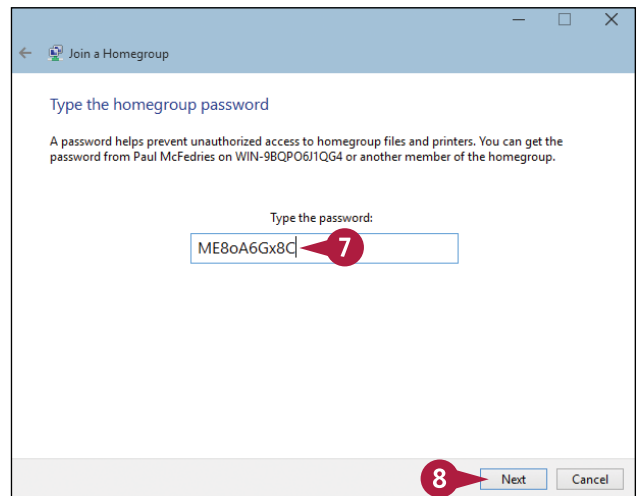 Join a Homegroup
Type the homegroup password
A password helps prevent unauthorized access to homegroup files and printers. You can get the
password from Paul McFedries on WIN-9BQPO6J1QG4 or another member of the homegroup.
Type the password:
ME8oA6Gx8C 7
8 Next Cancel